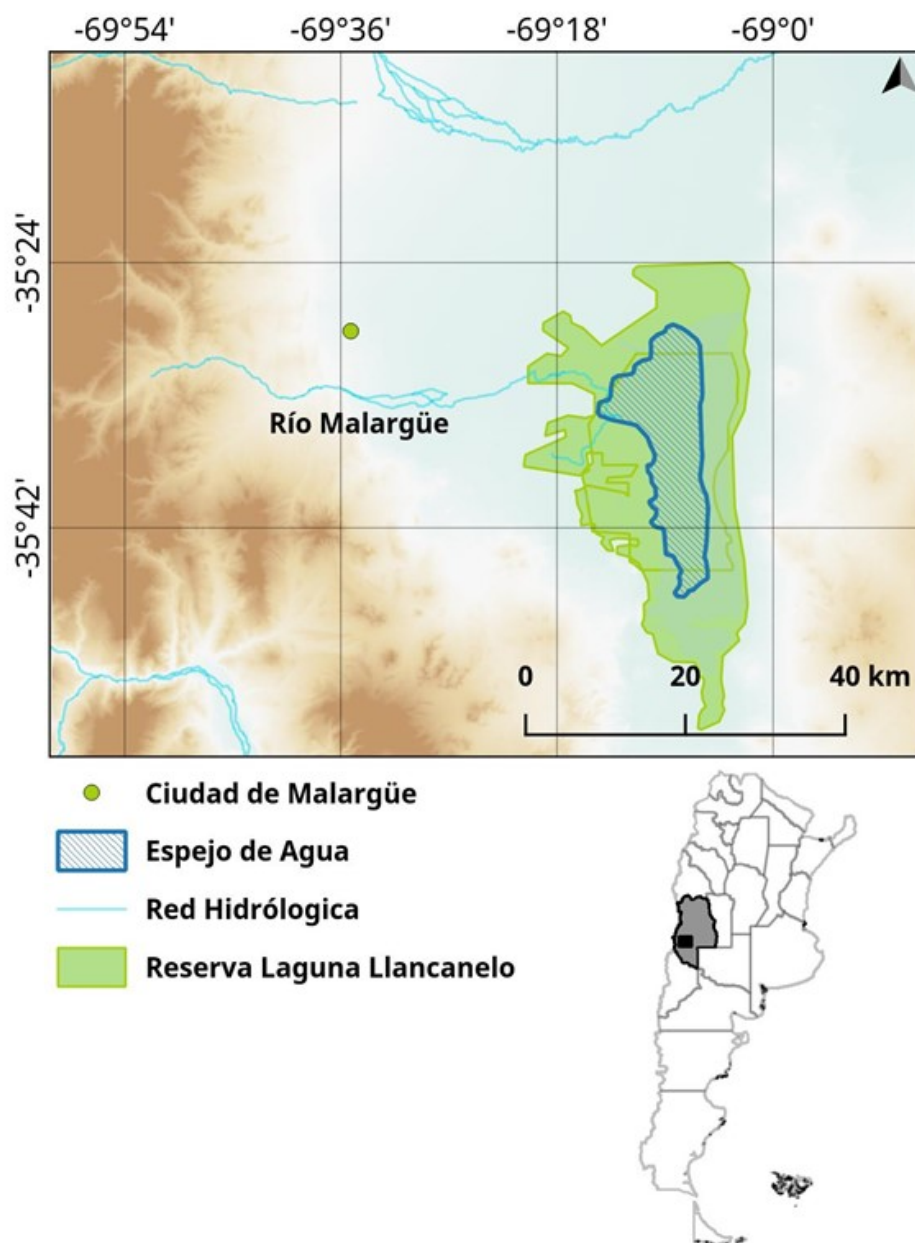 -69°54' -69°36' -69°18' -69°0'
-35°24'
Río Malargüe
-35°42'
0 20 40 km
Ciudad de Malargüe
Espejo de Agua
Red Hidrólogica
Reserva Laguna Llancanelo